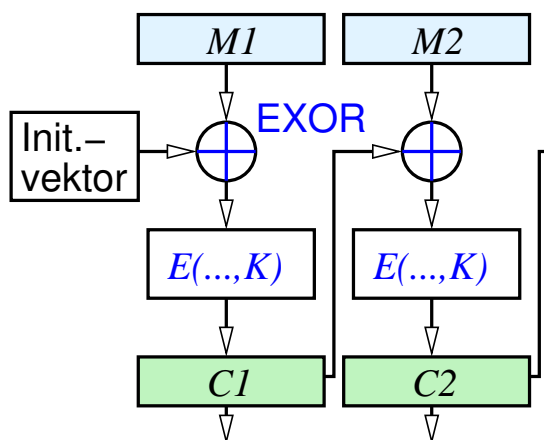 M1 M2
EXOR
Init.–
vektor
E(...,K) E(...,K)
C1 C2